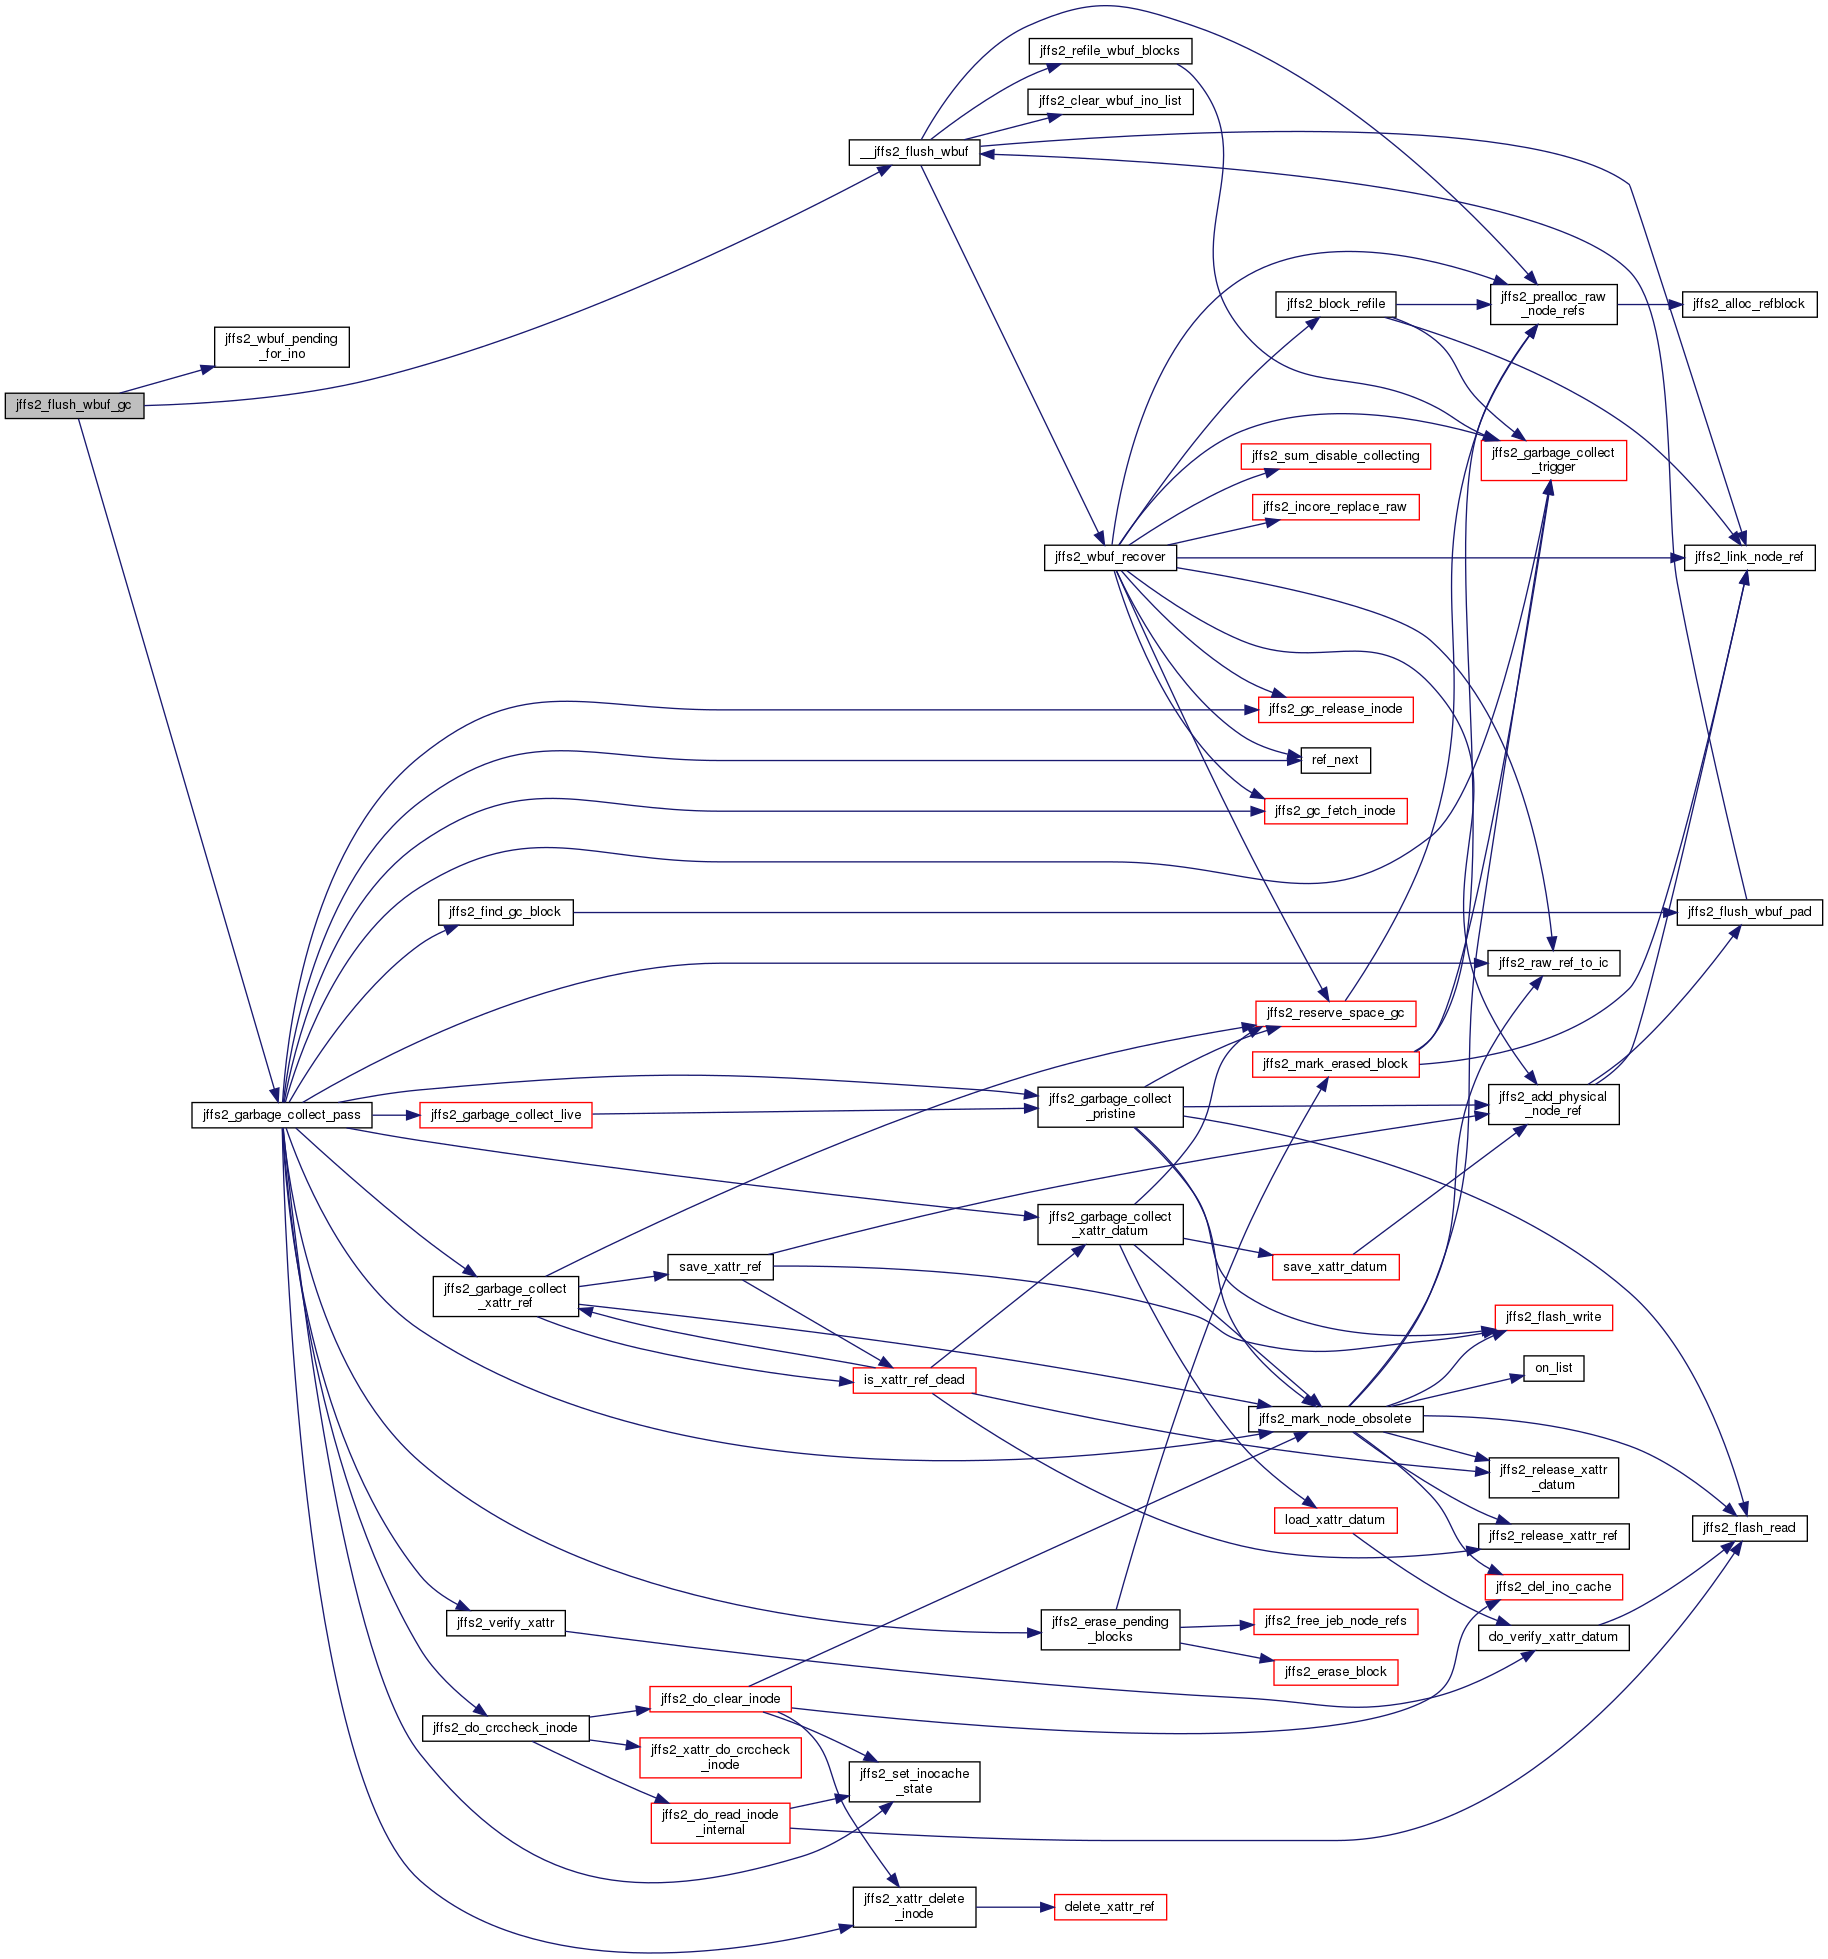 jffs2_refile_wbuf_blocks
jffs2_clear_wbuf_ino_list
__jffs2_flush_wbuf
jffs2_block_refile
jffs2_prealloc_raw
_node_refs
jffs2_alloc_refblock
jffs2_wbuf_pending
_for_ino
jffs2_flush_wbuf_gc
jffs2_garbage_collect
_trigger
jffs2_sum_disable_collecting
jffs2_incore_replace_raw
jffs2_wbuf_recover
jffs2_link_node_ref
jffs2_gc_release_inode
ref_next
jffs2_gc_fetch_inode
jffs2_find_gc_block
jffs2_flush_wbuf_pad
jffs2_raw_ref_to_ic
jffs2_reserve_space_gc
jffs2_mark_erased_block
jffs2_garbage_collect_pass
jffs2_garbage_collect_live
jffs2_garbage_collect
_pristine
jffs2_add_physical
_node_ref
jffs2_garbage_collect
_xattr_datum
save_xattr_ref
save_xattr_datum
jffs2_garbage_collect
_xattr_ref
jffs2_flash_write
is_xattr_ref_dead
on_list
jffs2_mark_node_obsolete
jffs2_release_xattr
_datum
load_xattr_datum
jffs2_release_xattr_ref
jffs2_flash_read
jffs2_del_ino_cache
jffs2_verify_xattr
jffs2_erase_pending
_blocks
jffs2_free_jeb_node_refs
do_verify_xattr_datum
jffs2_erase_block
jffs2_do_clear_inode
jffs2_do_crccheck_inode
jffs2_xattr_do_crccheck
_inode
jffs2_set_inocache
_state
jffs2_do_read_inode
_internal
jffs2_xattr_delete
_inode
delete_xattr_ref